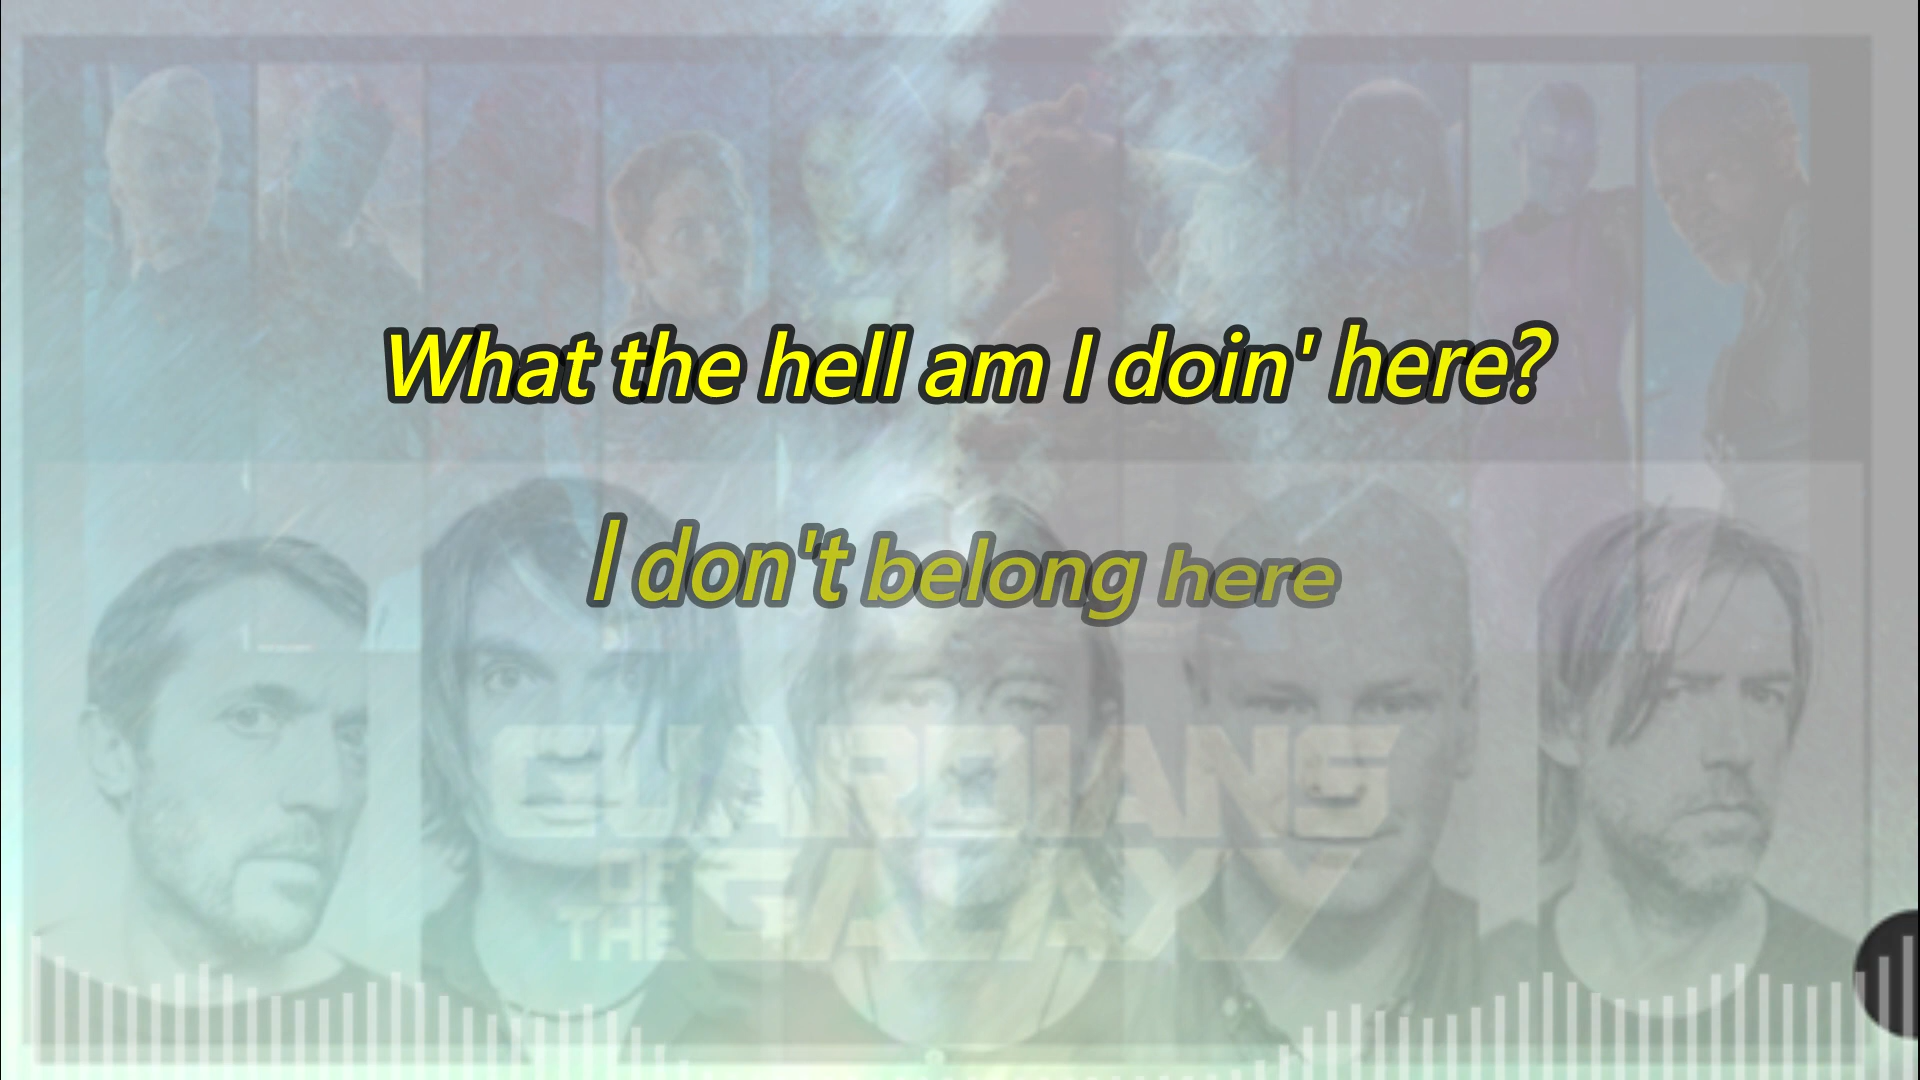 What the hell am I doin' here?
I don't belong here
GUARDIANS
OF
THE GALAXY